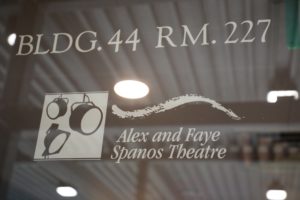 BLDG. 44 RM. 227
Alex and Faye
Spanos Theatre